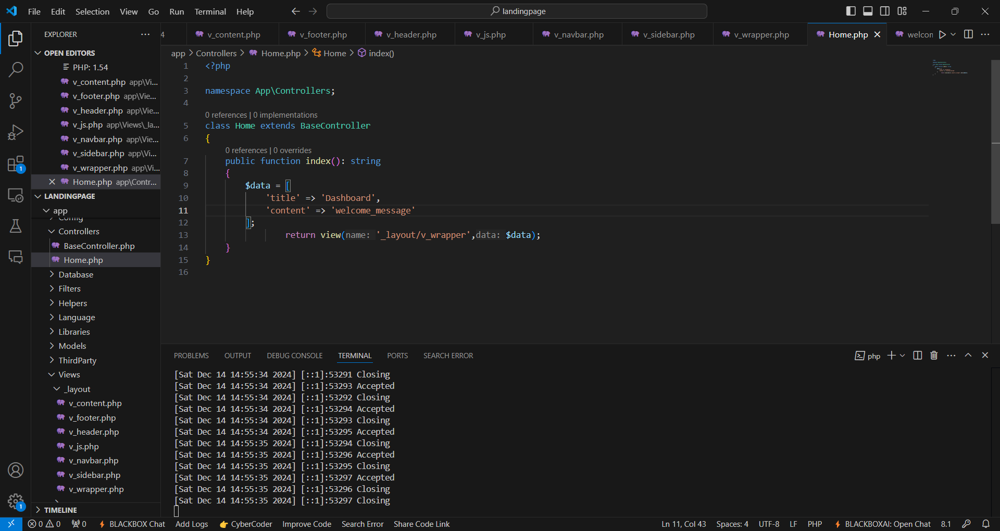 File Edit Selection View Go Run Terminal Help
landingpage
EXPLORER
4 v_content.php v_footer.php v_header.php v_js.php v_navbar.php v_sidebar.php v_wrapper.php Home.php welcon
app > Controllers > Home.php > Home > index()
OPEN EDITORS
PHP: 1.54
v_content.php app\Vi...
v_footer.php app\Vie...
v_header.php app\Vie...
v_js.php app\Views\_la...
v_navbar.php app\Vie...
v_sidebar.php app\Vi...
v_wrapper.php app\Vi...
Home.php app\Contr...
LANDINGPAGE
app
Config
Controllers
BaseController.php
Home.php
Database
Filters
Helpers
Language
Libraries
Models
ThirdParty
Views
_layout
v_content.php
v_footer.php
v_header.php
v_js.php
v_navbar.php
v_sidebar.php
v_wrapper.php
TIMELINE
1
1
1 <?php
2
3 namespace App\Controllers;
4
0 references | 0 implementations
5 class Home extends BaseController
6 {
0 references | 0 overrides
7 public function index(): string
8 {
9 $data = [
10 'title' => 'Dashboard',
11 'content' => 'welcome_message'
12 ];
13 return view(name: '_layout/v_wrapper',data: $data);
14 }
15 }
16
PROBLEMS OUTPUT DEBUG CONSOLE TERMINAL PORTS SEARCH ERROR
php
[Sat Dec 14 14:55:34 2024] [::1]:53291 Closing
[Sat Dec 14 14:55:34 2024] [::1]:53293 Accepted
[Sat Dec 14 14:55:34 2024] [::1]:53292 Closing
[Sat Dec 14 14:55:34 2024] [::1]:53294 Accepted
[Sat Dec 14 14:55:34 2024] [::1]:53293 Closing
[Sat Dec 14 14:55:34 2024] [::1]:53295 Accepted
[Sat Dec 14 14:55:35 2024] [::1]:53294 Closing
[Sat Dec 14 14:55:35 2024] [::1]:53296 Accepted
[Sat Dec 14 14:55:35 2024] [::1]:53295 Closing
[Sat Dec 14 14:55:35 2024] [::1]:53297 Accepted
[Sat Dec 14 14:55:35 2024] [::1]:53296 Closing
[Sat Dec 14 14:55:35 2024] [::1]:53297 Closing
0 0 0 BLACKBOX Chat Add Logs CyberCoder Improve Code Search Error Share Code Link Ln 11, Col 43 Spaces: 4 UTF-8 LF PHP BLACKBOXAI: Open Chat 8.1